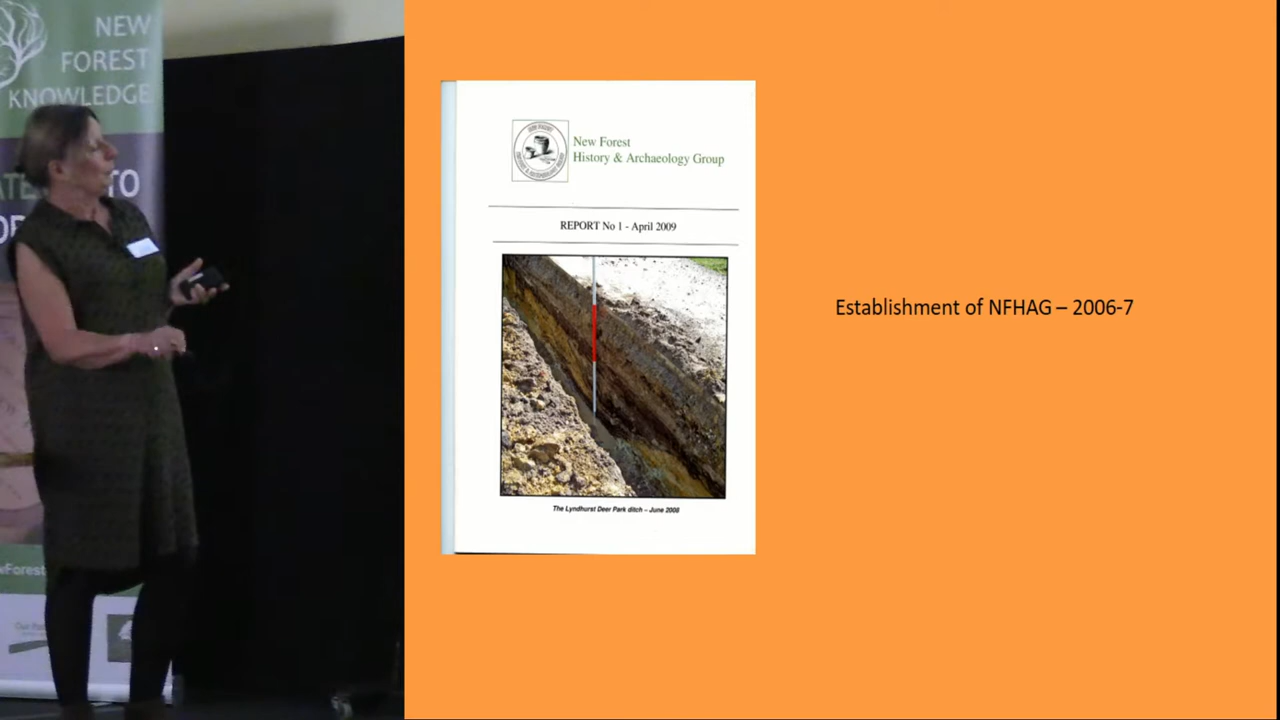 NEW
FOREST
KNOWLEDGE
TO
New Forest
History & Archaeology Group
REPORT No 1 - April 2009
The Lyndhurst Deer Park ditch – June 2008
Establishment of NFHAG – 2006-7